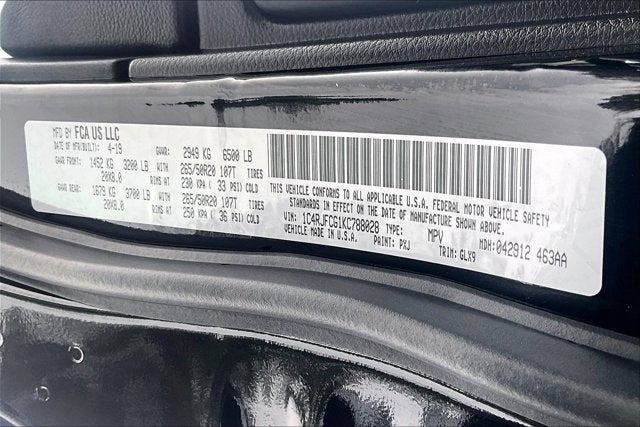 MFD BY FCA US LLC
DATE OF MFR(BUILT): 4-19 GVWR: 2949 KG 6500 LB
GAWR FRONT: 1452 KG 3200 LB WITH 265/50R20 107T TIRES
20X8.0 RIMS AT 230 KPA ( 33 PSI) COLD
GAWR REAR: 1679 KG 3700 LB WITH 265/50R20 107T TIRES
20X8.0 RIMS AT 250 KPA ( 36 PSI) COLD
THIS VEHICLE CONFORMS TO ALL APPLICABLE U.S.A. FEDERAL MOTOR VEHICLE SAFETY
STANDARDS IN EFFECT ON THE DATE OF MANUFACTURE SHOWN ABOVE.
VIN: 1C4RJFCG1KC788028 TYPE: MPV MDH: 042912 463AA
VEHICLE MADE IN U.S.A. PAINT: PXJ TRIM: GLX9